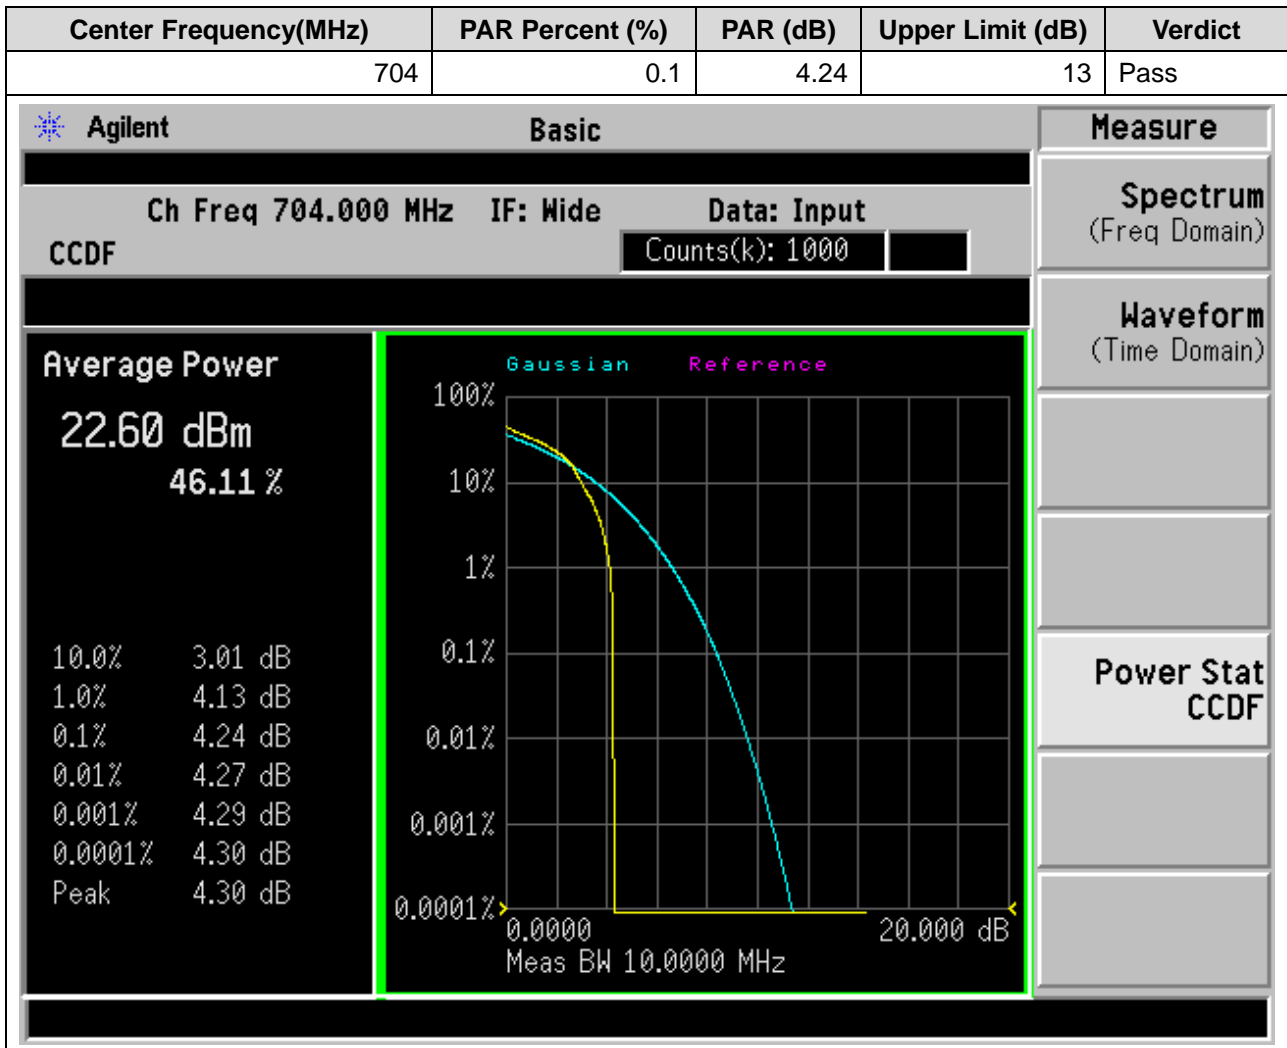 Center Frequency(MHz) PAR Percent (%) PAR (dB) Upper Limit (dB) Verdict
704 0.1 4.24 13 Pass
Agilent Basic Measure
Ch Freq 704.000 MHz IF: Wide Data: Input
CCDF Counts(k): 1000
Spectrum
(Freq Domain)
Waveform
(Time Domain)
Power Stat
CCDF
Average Power
22.60 dBm
46.11 %
10.0% 3.01 dB
1.0% 4.13 dB
0.1% 4.24 dB
0.01% 4.27 dB
0.001% 4.29 dB
0.0001% 4.30 dB
Peak 4.30 dB
Gaussian Reference
100%
10%
1%
0.1%
0.01%
0.001%
0.0001%
0.0000 20.000 dB
Meas BW 10.0000 MHz